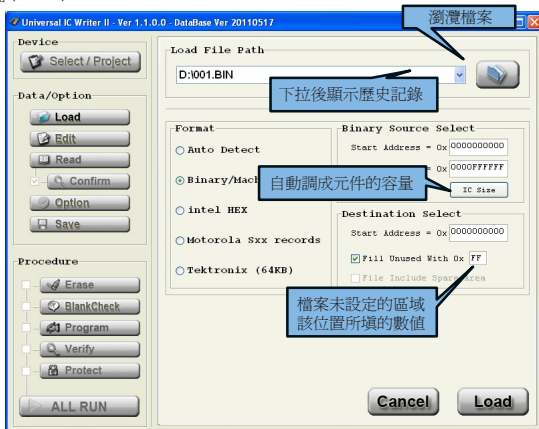 Universal IC Writer II - Ver 1.1.0.0 - DataBase Ver 20110517
瀏灠檔案
Device
Select / Project
Load File Path
D:\001.BIN
下拉後顯示歷史記錄
Data/Option
Load
Edit
Read
Confirm
Option
Save
Format
Auto Detect
Binary/Mach
intel HEX
Motorola Sxx records
Tektronix (64KB)
Binary Source Select
Start Address = 0x 0000000000
= 0x 0000FFFFFF
自動調成元件的容量
IC Size
Destination Select
Start Address = 0x 0000000000
Fill Unused With 0x FF
File Include Spare Area
檔案未設定的區域
該位置所填的數值
Procedure
Erase
BlankCheck
Program
Verify
Protect
ALL RUN
Cancel
Load